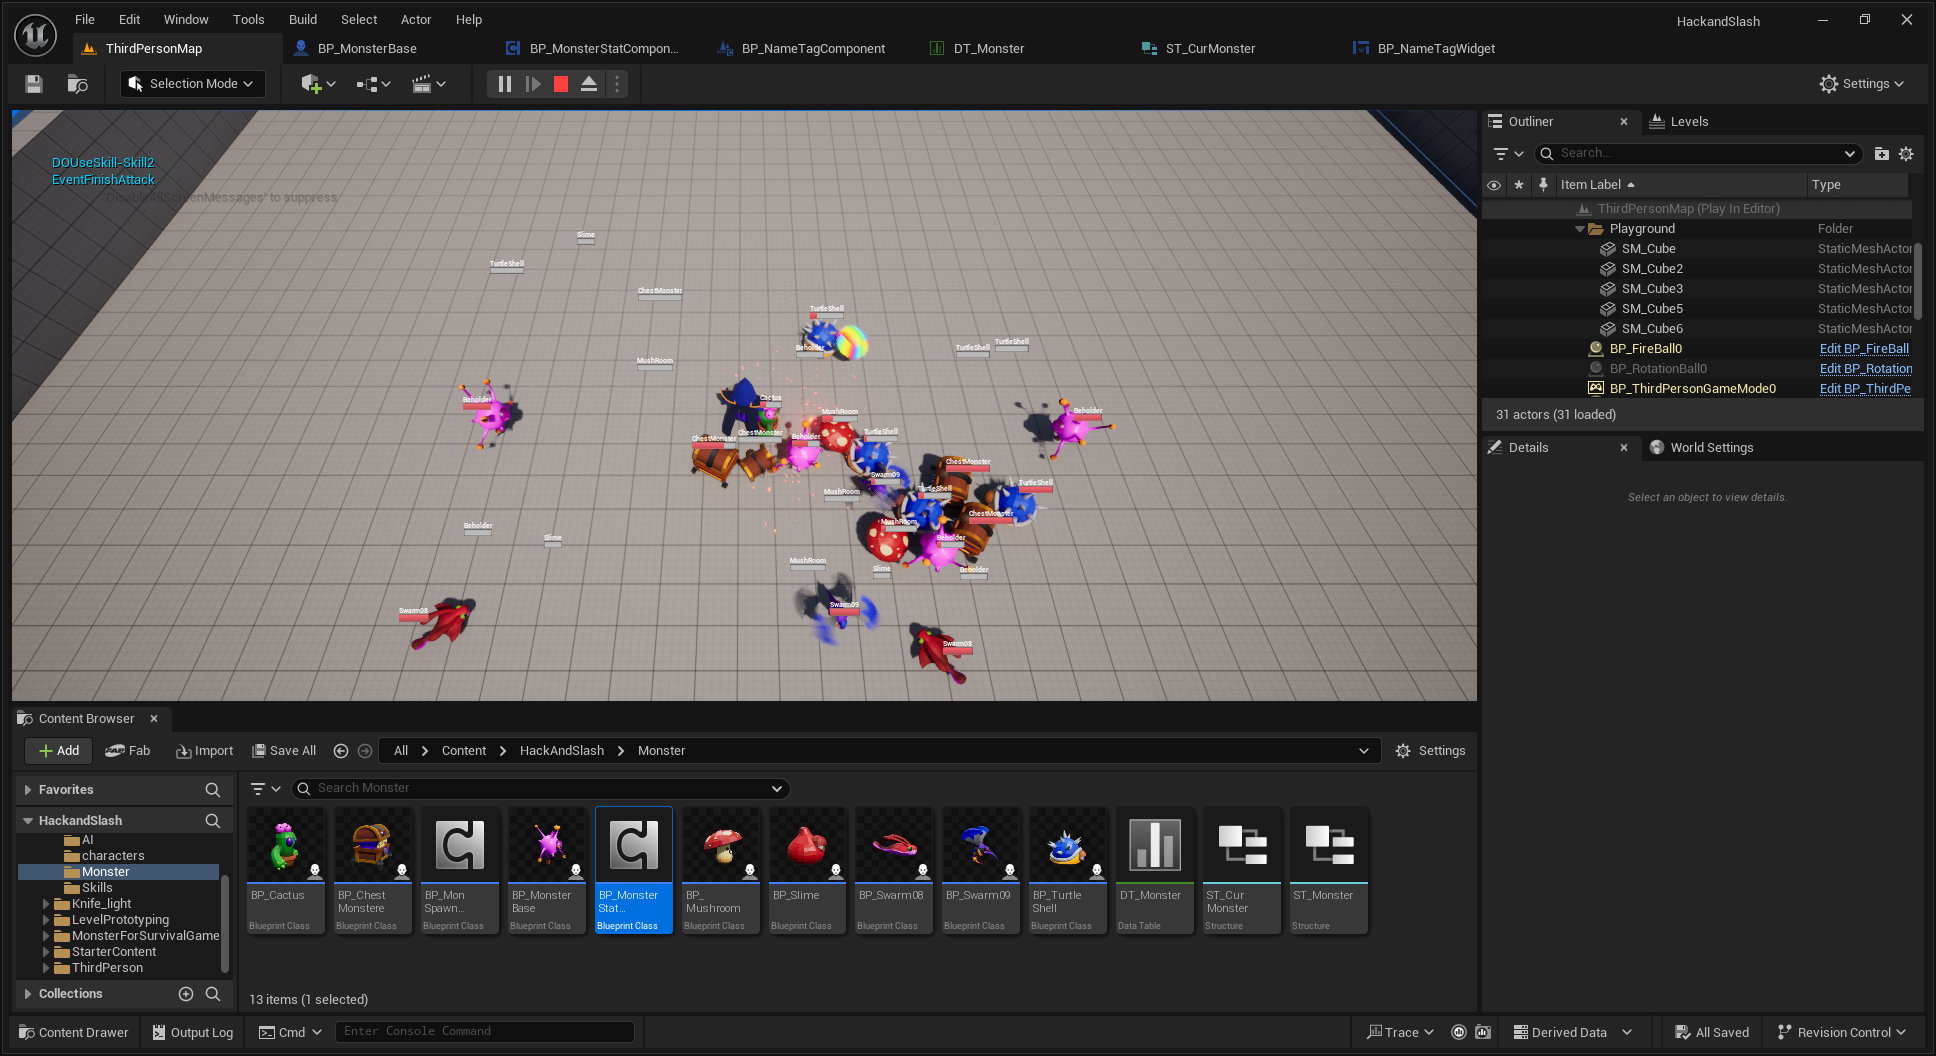 File Edit Window Tools Build Select Actor Help
HackandSlash
ThirdPersonMap BP_MonsterBase BP_MonsterStatCompon... BP_NameTagComponent DT_Monster ST_CurMonster BP_NameTagWidget
Selection Mode
Settings
DOUseSkill-Skill2
EventFinishAttack
'DisableAllScreenMessages' to suppress
Slime
TurtleShell
ChestMonster
TurtleShell
Beholder
TurtleShell
TurtleShell
MushRoom
Beholder
Cactus
MushRoom
Beholder
ChestMonster
ChestMonster
Beholder
TurtleShell
ChestMonster
Swarm09
TurtleShell
TurtleShell
MushRoom
ChestMonster
MushRoom
Beholder
Beholder
Slime
MushRoom
Slime
Beholder
Swarm08
Swarm09
Swarm08
Outliner
Levels
Search...
Item Label
Type
ThirdPersonMap (Play In Editor)
Playground Folder
SM_Cube StaticMeshActor
SM_Cube2 StaticMeshActor
SM_Cube3 StaticMeshActor
SM_Cube5 StaticMeshActor
SM_Cube6 StaticMeshActor
BP_FireBall0 Edit BP_FireBall
BP_RotationBall0 Edit BP_Rotation
BP_ThirdPersonGameMode0 Edit BP_ThirdPe
31 actors (31 loaded)
Details
World Settings
Select an object to view details.
Content Browser
Add Fab Import Save All All Content HackAndSlash Monster Settings
Favorites
Search Monster
HackandSlash
AI
characters
Monster
Skills
Knife_light
LevelPrototyping
MonsterForSurvivalGame
StarterContent
ThirdPerson
Collections
BP_Cactus
Blueprint Class
BP_Chest
Monstere
Blueprint Class
BP_Mon
Spawn...
Blueprint Class
BP_Monster
Base
Blueprint Class
BP_Monster
Stat...
Blueprint Class
BP_
Mushroom
Blueprint Class
BP_Slime
Blueprint Class
BP_Swarm08
Blueprint Class
BP_Swarm09
Blueprint Class
BP_Turtle
Shell
Blueprint Class
DT_Monster
Data Table
ST_Cur
Monster
Structure
ST_Monster
Structure
13 items (1 selected)
Content Drawer Output Log Cmd Enter Console Command
Trace Derived Data All Saved Revision Control